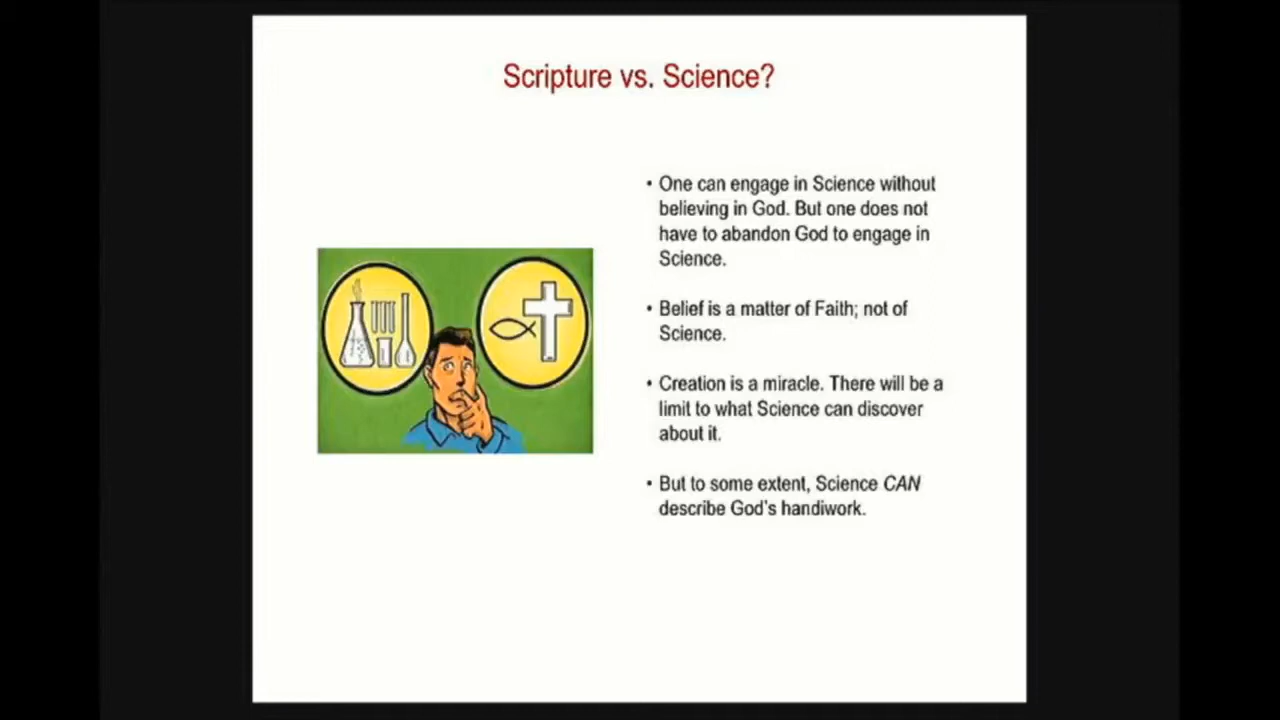 Scripture vs. Science?
• One can engage in Science without
believing in God. But one does not
have to abandon God to engage in
Science.
• Belief is a matter of Faith; not of
Science.
• Creation is a miracle. There will be a
limit to what Science can discover
about it.
• But to some extent, Science CAN
describe God's handiwork.